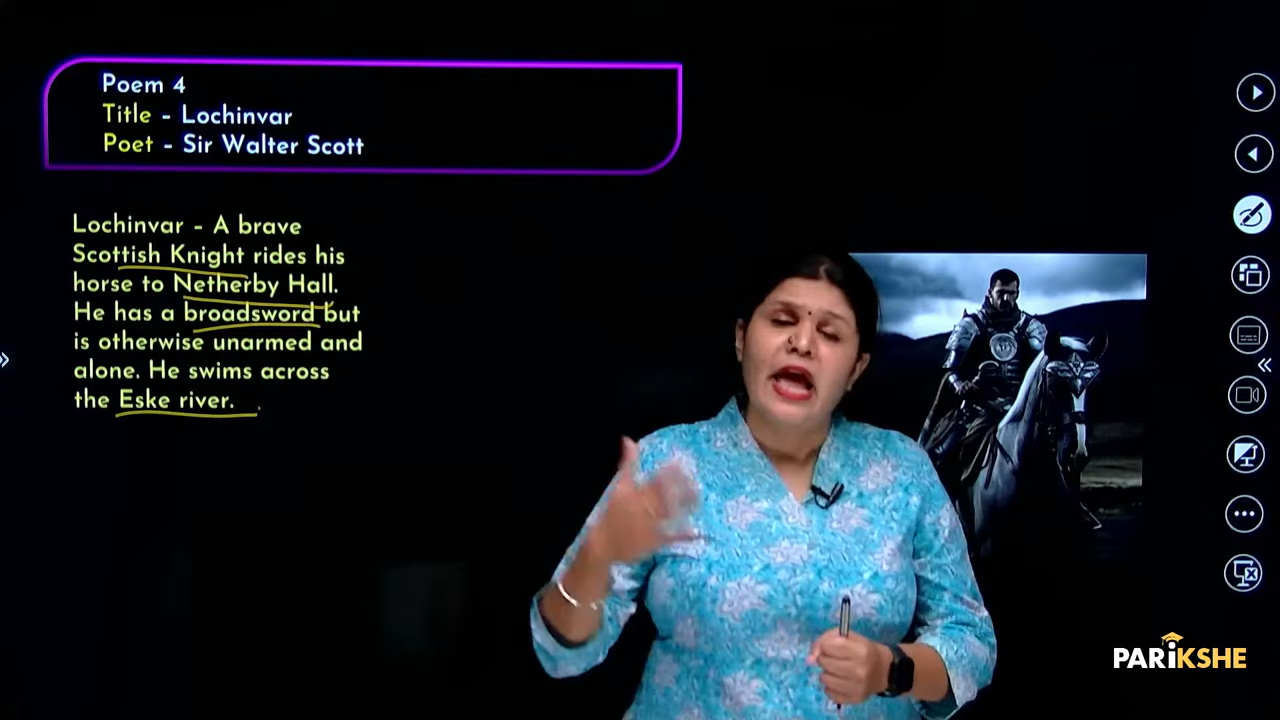 Poem 4
Title - Lochinvar
Poet - Sir Walter Scott
Lochinvar - A brave
Scottish Knight rides his
horse to Netherby Hall.
He has a broadsword but
is otherwise unarmed and
alone. He swims across
the Eske river.
PARIKSHE